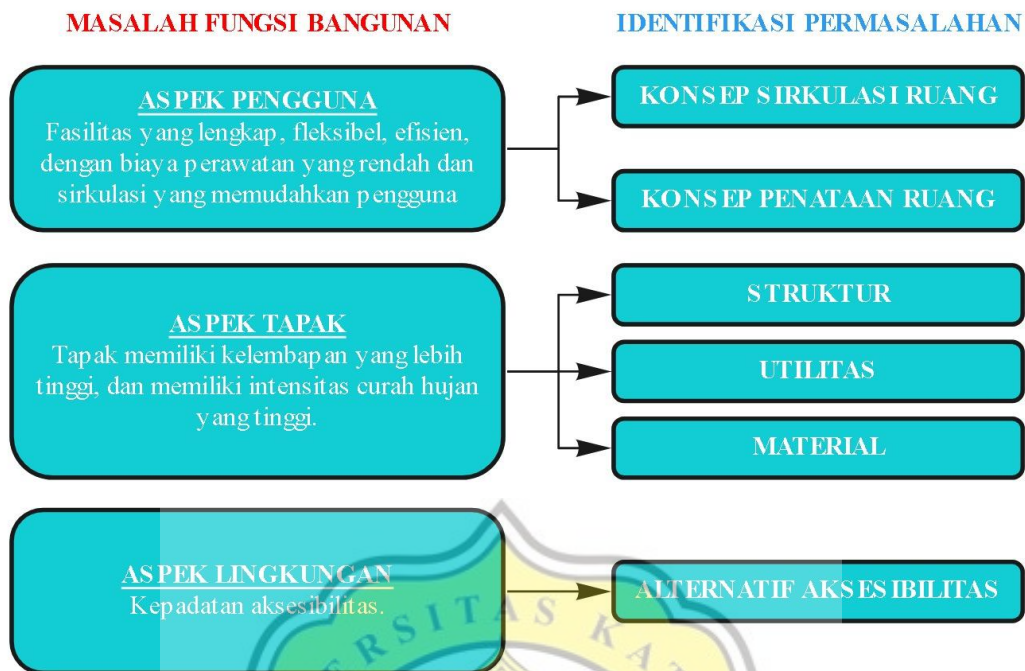 MASALAH FUNGSI BANGUNAN
IDENTIFIKASI PERMASALAHAN
ASPEK PENGGUNA
Fasilitas yang lengkap, fleksibel, efisien,
dengan biaya perawatan yang rendah dan
sirkulasi yang memudahkan pengguna
KONSEP SIRKULASI RUANG
KONSEP PENATAAN RUANG
ASPEK TAPAK
Tapak memiliki kelembapan yang lebih
tinggi, dan memiliki intensitas curah hujan
yang tinggi.
STRUKTUR
UTILITAS
MATERIAL
ASPEK LINGKUNGAN
Kepadatan aksesibilitas.
ALTERNATIF AKSESIBILITAS
ERSITAS KAT